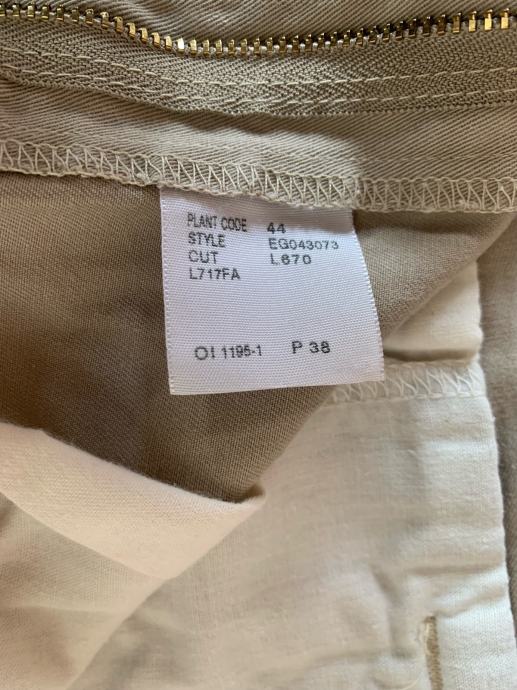 PLANT CODE 44
STYLE EG043073
CUT L670
L717FA
OI 1195-1 P 38